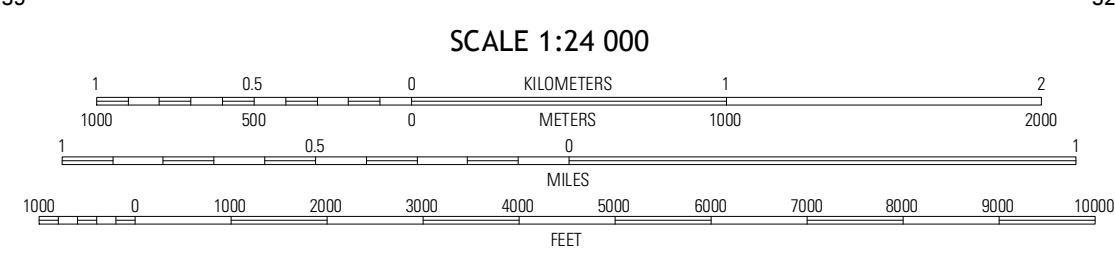 SCALE 1:24 000
1 0.5 0 KILOMETERS 1 2
1000 500 0 METERS 1000 2000
1 0.5 0 1
MILES
1000 0 1000 2000 3000 4000 5000 6000 7000 8000 9000 10000
FEET